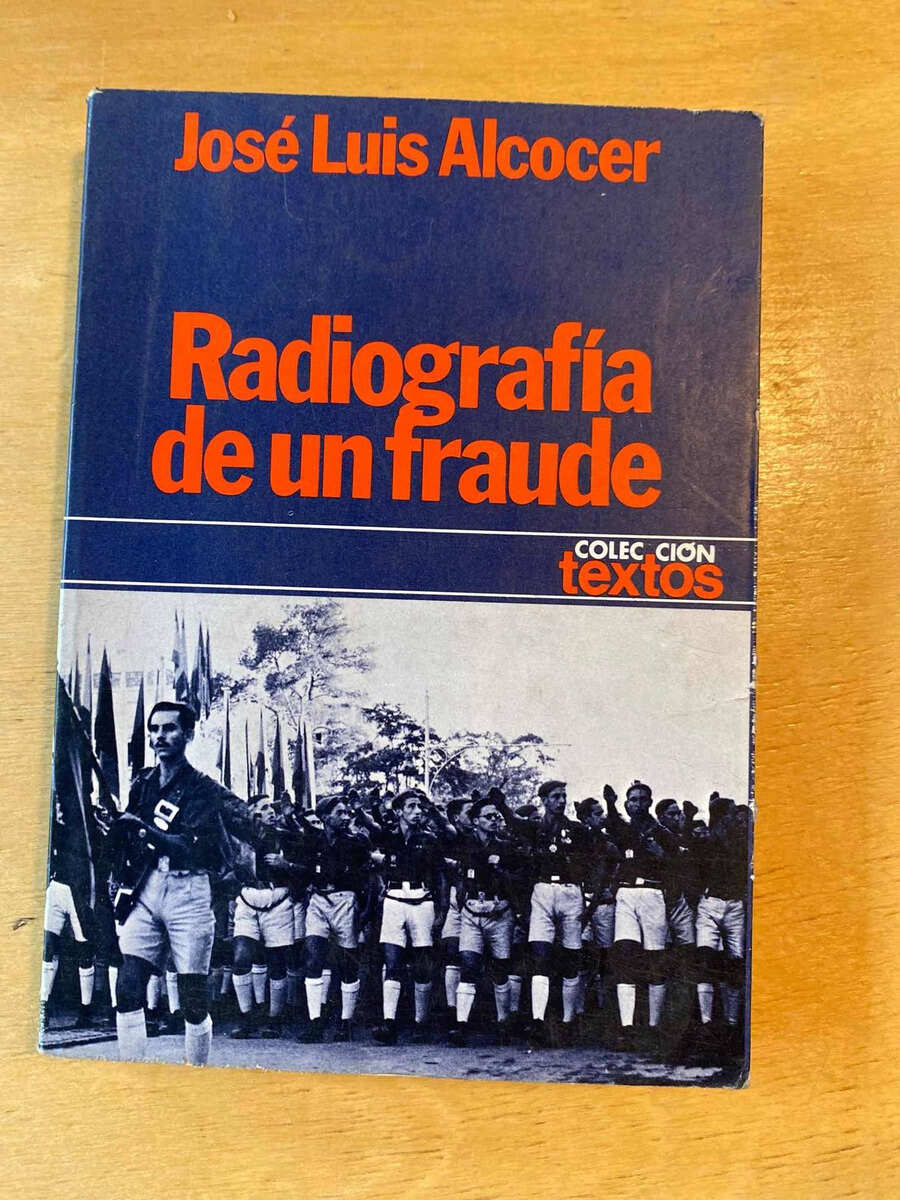 José Luis Alcocer
Radiografía
de un fraude
COLEC CIÓN
textos